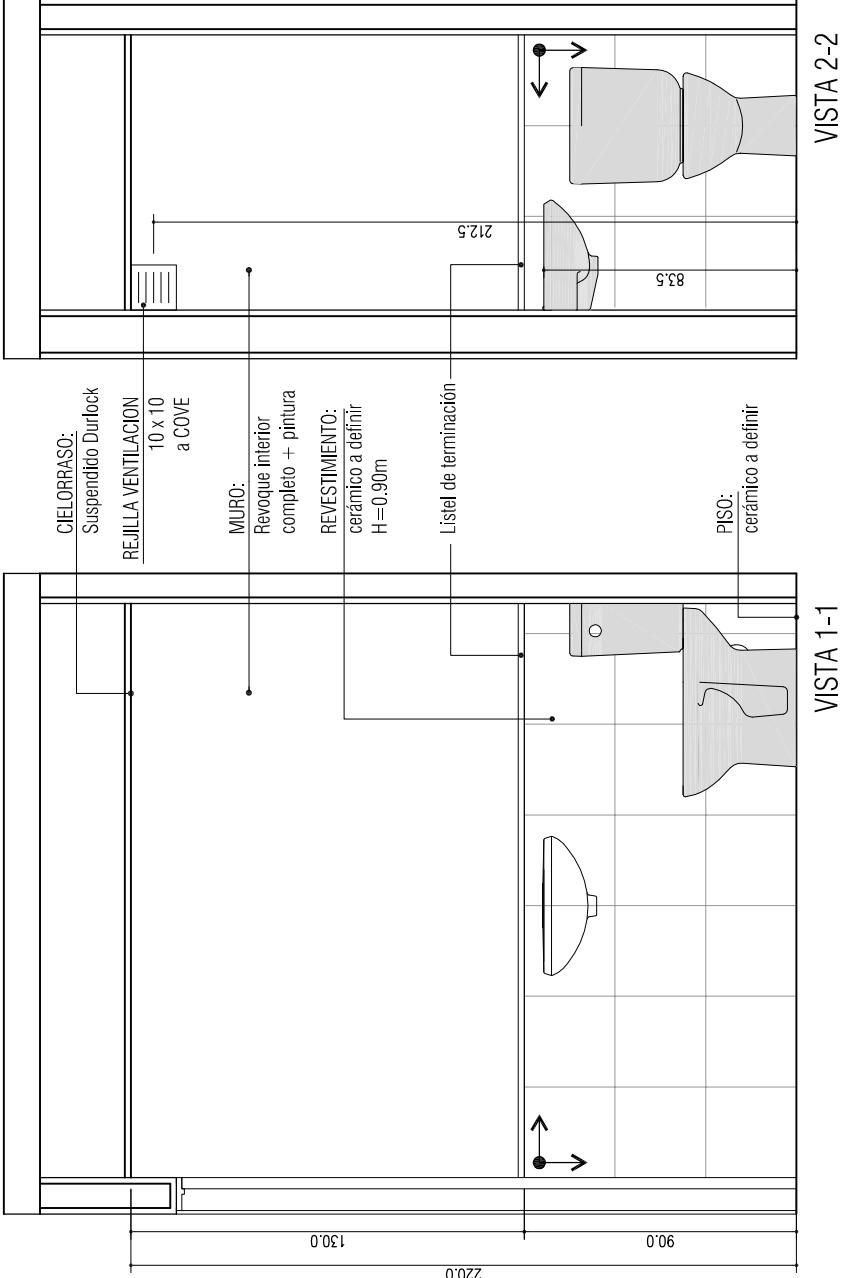 CIELORRASO:
Suspendido Durlock
REJILLA VENTILACION
10 x 10
a COVE
MURO:
Revoque interior
completo + pintura
REVESTIMIENTO:
cerámico a definir
H=0.90m
Listel de terminación
PISO:
cerámico a definir
212.5
83.5
VISTA 2-2
130.0
90.0
220.0
VISTA 1-1